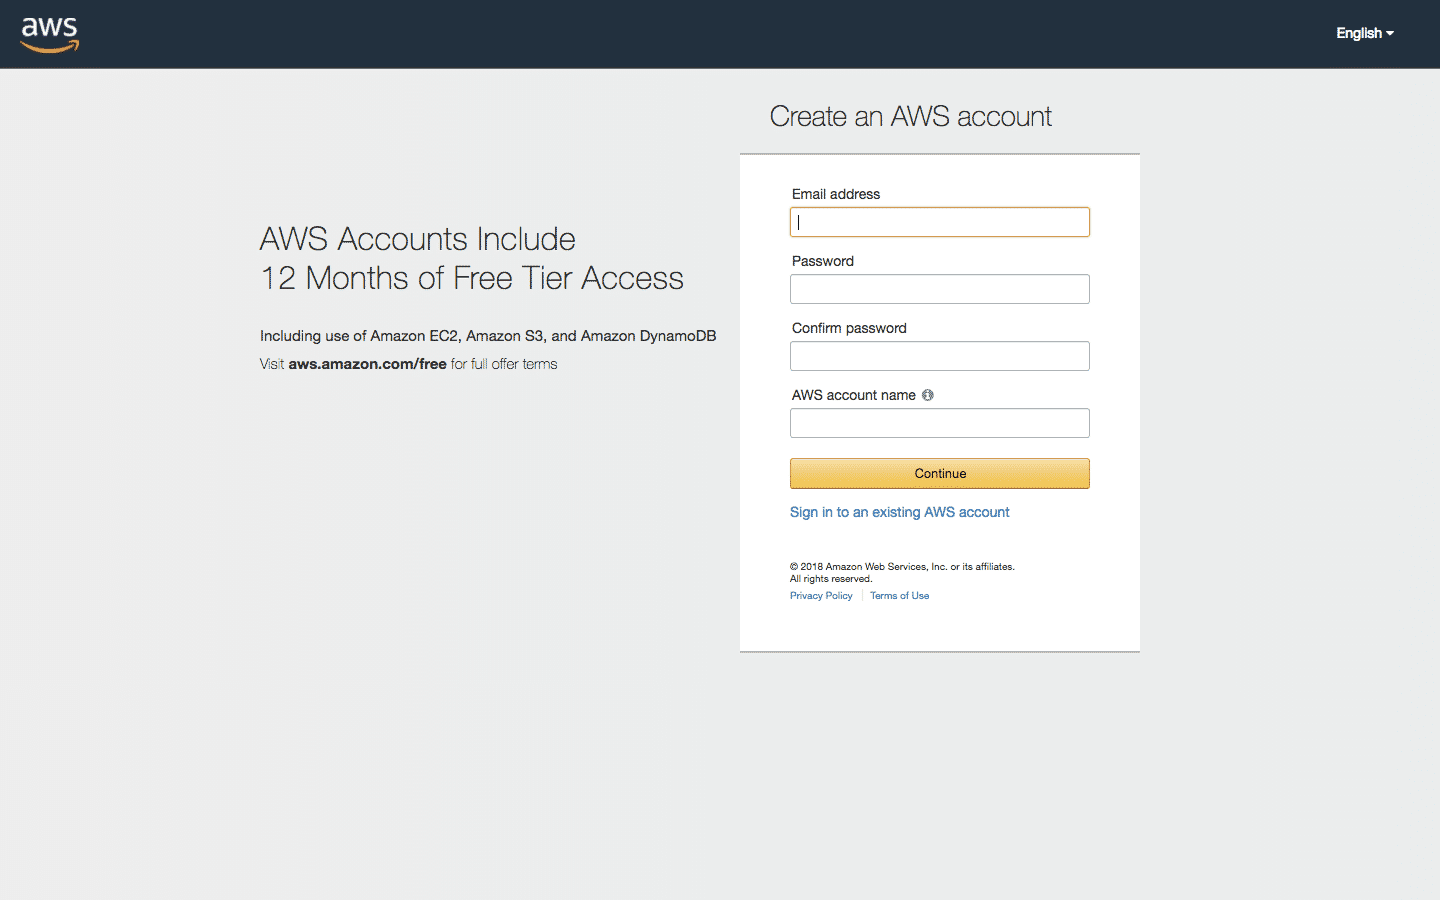 aws
English
Create an AWS account
AWS Accounts Include
12 Months of Free Tier Access
Including use of Amazon EC2, Amazon S3, and Amazon DynamoDB
Visit aws.amazon.com/free for full offer terms
Email address
Password
Confirm password
AWS account name
Continue
Sign in to an existing AWS account
© 2018 Amazon Web Services, Inc. or its affiliates.
All rights reserved.
Privacy Policy | Terms of Use